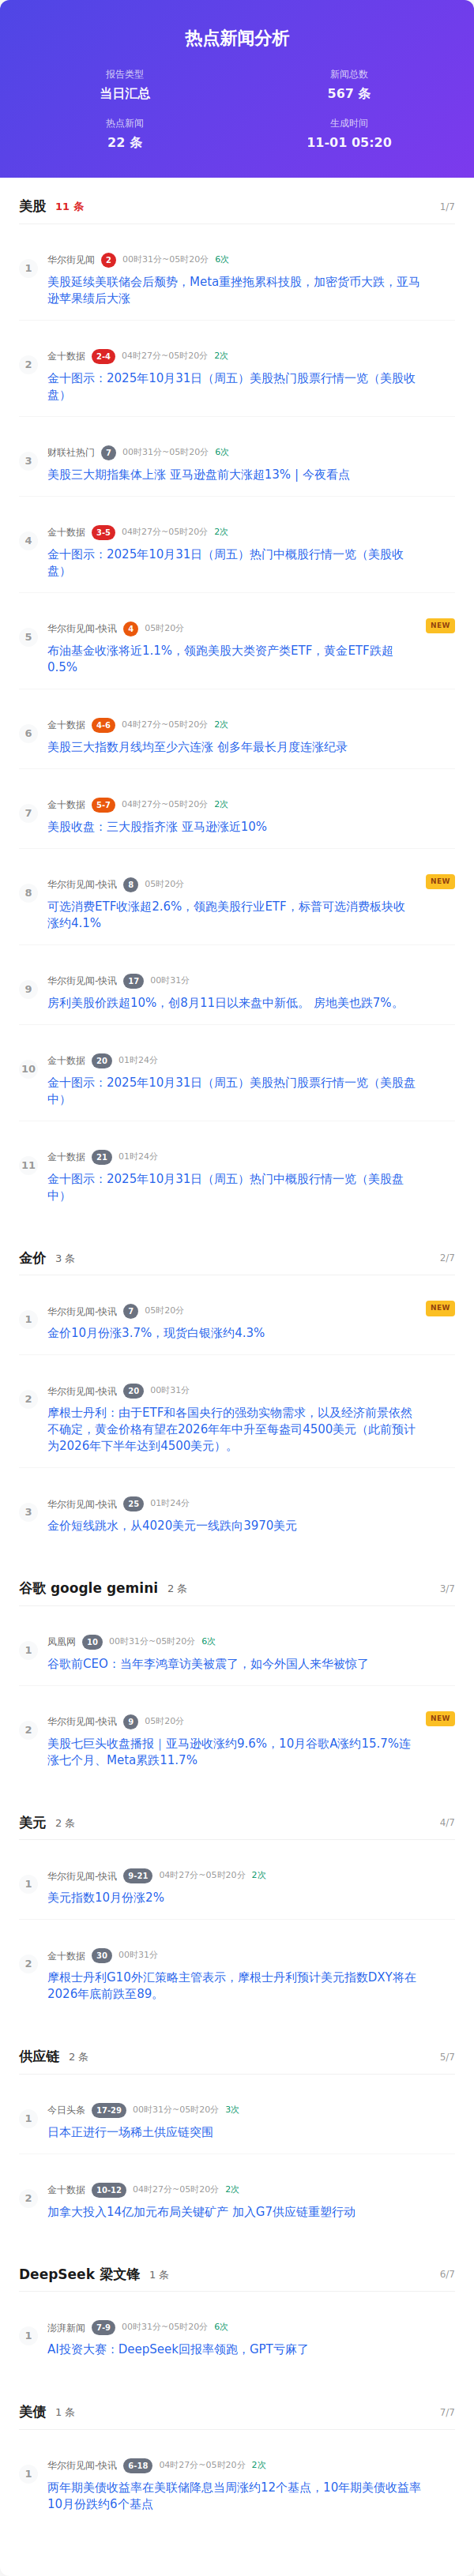 热点新闻分析
报告类型
当日汇总
新闻总数
567 条
热点新闻
22 条
生成时间
11-01 05:20
美股 11 条 1/7
1
华尔街见闻 2 00时31分~05时20分 6次
美股延续美联储会后颓势，Meta重挫拖累科技股，加密货币大跌，亚马
逊苹果绩后大涨
2
金十数据 2-4 04时27分~05时20分 2次
金十图示：2025年10月31日（周五）美股热门股票行情一览（美股收
盘）
3
财联社热门 7 00时31分~05时20分 6次
美股三大期指集体上涨 亚马逊盘前大涨超13% | 今夜看点
4
金十数据 3-5 04时27分~05时20分 2次
金十图示：2025年10月31日（周五）热门中概股行情一览（美股收
盘）
5
华尔街见闻-快讯 4 05时20分 NEW
布油基金收涨将近1.1%，领跑美股大类资产类ETF，黄金ETF跌超
0.5%
6
金十数据 4-6 04时27分~05时20分 2次
美股三大指数月线均至少六连涨 创多年最长月度连涨纪录
7
金十数据 5-7 04时27分~05时20分 2次
美股收盘：三大股指齐涨 亚马逊涨近10%
8
华尔街见闻-快讯 8 05时20分 NEW
可选消费ETF收涨超2.6%，领跑美股行业ETF，标普可选消费板块收
涨约4.1%
9
华尔街见闻-快讯 17 00时31分
房利美股价跌超10%，创8月11日以来盘中新低。 房地美也跌7%。
10
金十数据 20 01时24分
金十图示：2025年10月31日（周五）美股热门股票行情一览（美股盘
中）
11
金十数据 21 01时24分
金十图示：2025年10月31日（周五）热门中概股行情一览（美股盘
中）
金价 3 条 2/7
1
华尔街见闻-快讯 7 05时20分 NEW
金价10月份涨3.7%，现货白银涨约4.3%
2
华尔街见闻-快讯 20 00时31分
摩根士丹利：由于ETF和各国央行的强劲实物需求，以及经济前景依然
不确定，黄金价格有望在2026年年中升至每盎司4500美元（此前预计
为2026年下半年达到4500美元）。
3
华尔街见闻-快讯 25 01时24分
金价短线跳水，从4020美元一线跌向3970美元
谷歌 google gemini 2 条 3/7
1
凤凰网 10 00时31分~05时20分 6次
谷歌前CEO：当年李鸿章访美被震了，如今外国人来华被惊了
2
华尔街见闻-快讯 9 05时20分 NEW
美股七巨头收盘播报｜亚马逊收涨约9.6%，10月谷歌A涨约15.7%连
涨七个月、Meta累跌11.7%
美元 2 条 4/7
1
华尔街见闻-快讯 9-21 04时27分~05时20分 2次
美元指数10月份涨2%
2
金十数据 30 00时31分
摩根士丹利G10外汇策略主管表示，摩根士丹利预计美元指数DXY将在
2026年底前跌至89。
供应链 2 条 5/7
1
今日头条 17-29 00时31分~05时20分 3次
日本正进行一场稀土供应链突围
2
金十数据 10-12 04时27分~05时20分 2次
加拿大投入14亿加元布局关键矿产 加入G7供应链重塑行动
DeepSeek 梁文锋 1 条 6/7
1
澎湃新闻 7-9 00时31分~05时20分 6次
AI投资大赛：DeepSeek回报率领跑，GPT亏麻了
美债 1 条 7/7
1
华尔街见闻-快讯 6-18 04时27分~05时20分 2次
两年期美债收益率在美联储降息当周涨约12个基点，10年期美债收益率
10月份跌约6个基点